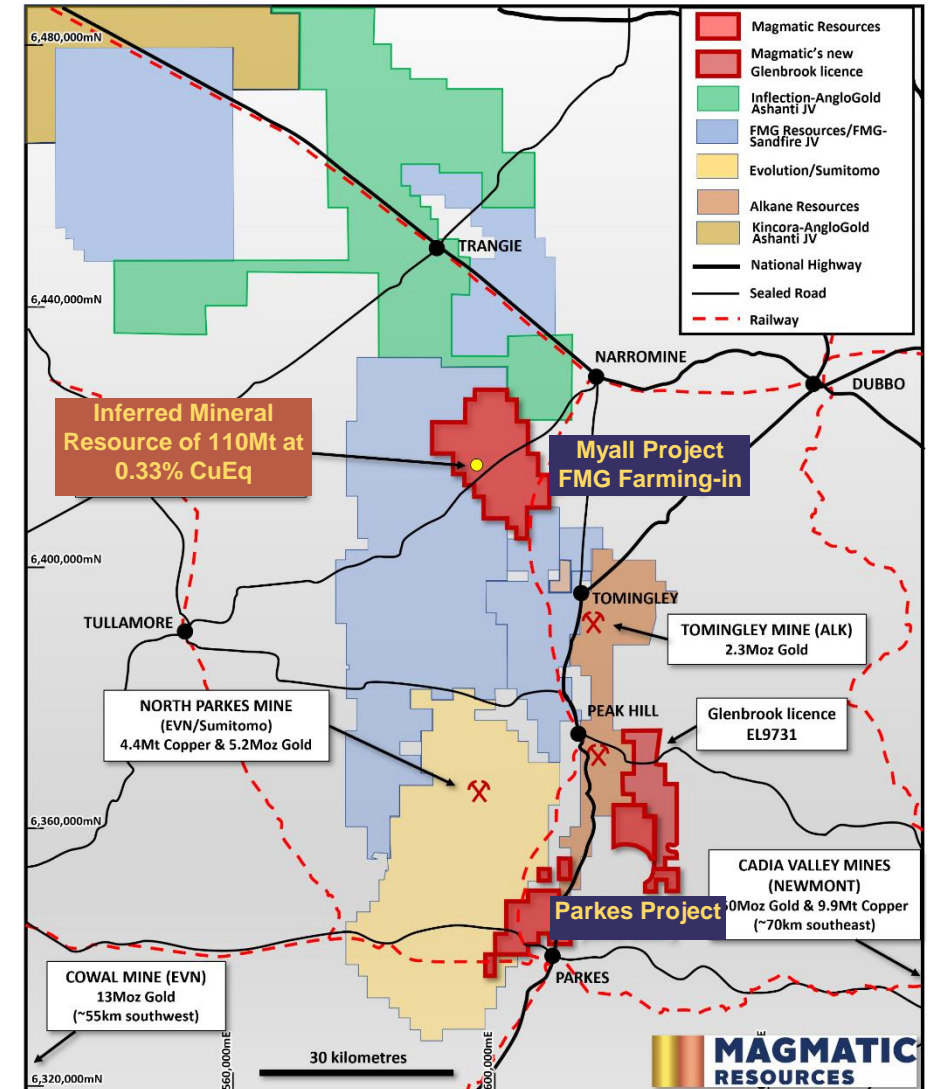 6,480,000mN
Magmatic Resources
Magmatic's new
Glenbrook licence
Inflection-AngloGold
Ashanti JV
FMG Resources/FMG-
Sandfire JV
Evolution/Sumitomo
Alkane Resources
Kincora-AngloGold
Ashanti JV
National Highway
Sealed Road
Railway
TRANGIE
6,440,000mN
NARROMINE
DUBBO
Inferred Mineral
Resource of 110Mt at
0.33% CuEq
Myall Project
FMG Farming-in
6,400,000mN
TOMINGLEY
TULLAMORE
TOMINGLEY MINE (ALK)
2.3Moz Gold
NORTH PARKES MINE
(EVN/Sumitomo)
4.4Mt Copper & 5.2Moz Gold
PEAK HILL
Glenbrook licence
EL9731
6,360,000mN
CADIA VALLEY MINES
(NEWMONT)
Gold & 9.9Mt Copper
(~70km southeast)
Parkes Project
COWAL MINE (EVN)
13Moz Gold
(~55km southwest)
PARKES
30 kilometres
6,320,000mN
MAGMATIC
RESOURCES